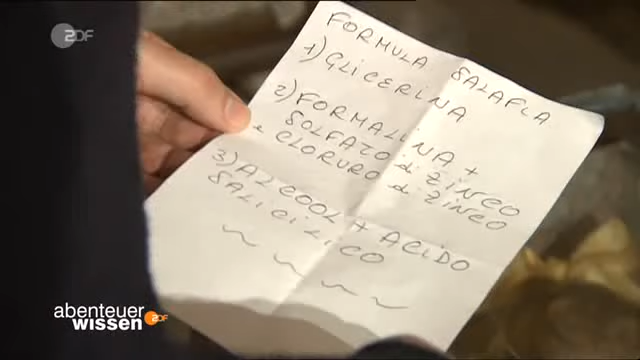 ZDF
FORMULA SALAFIA
1) GLICERINA
2) FORMALINA +
SOLFATO di ZINCO
+ CLORURO di ZINCO
3) ALCOOL + ACIDO
SALICILICO
abenteuer
wissen ZDF